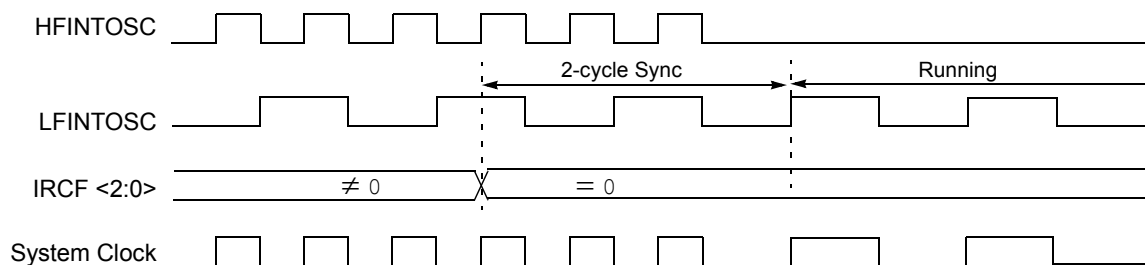 HFINTOSC
2-cycle Sync
Running
LFINTOSC
IRCF <2:0>
≠ 0
= 0
System Clock